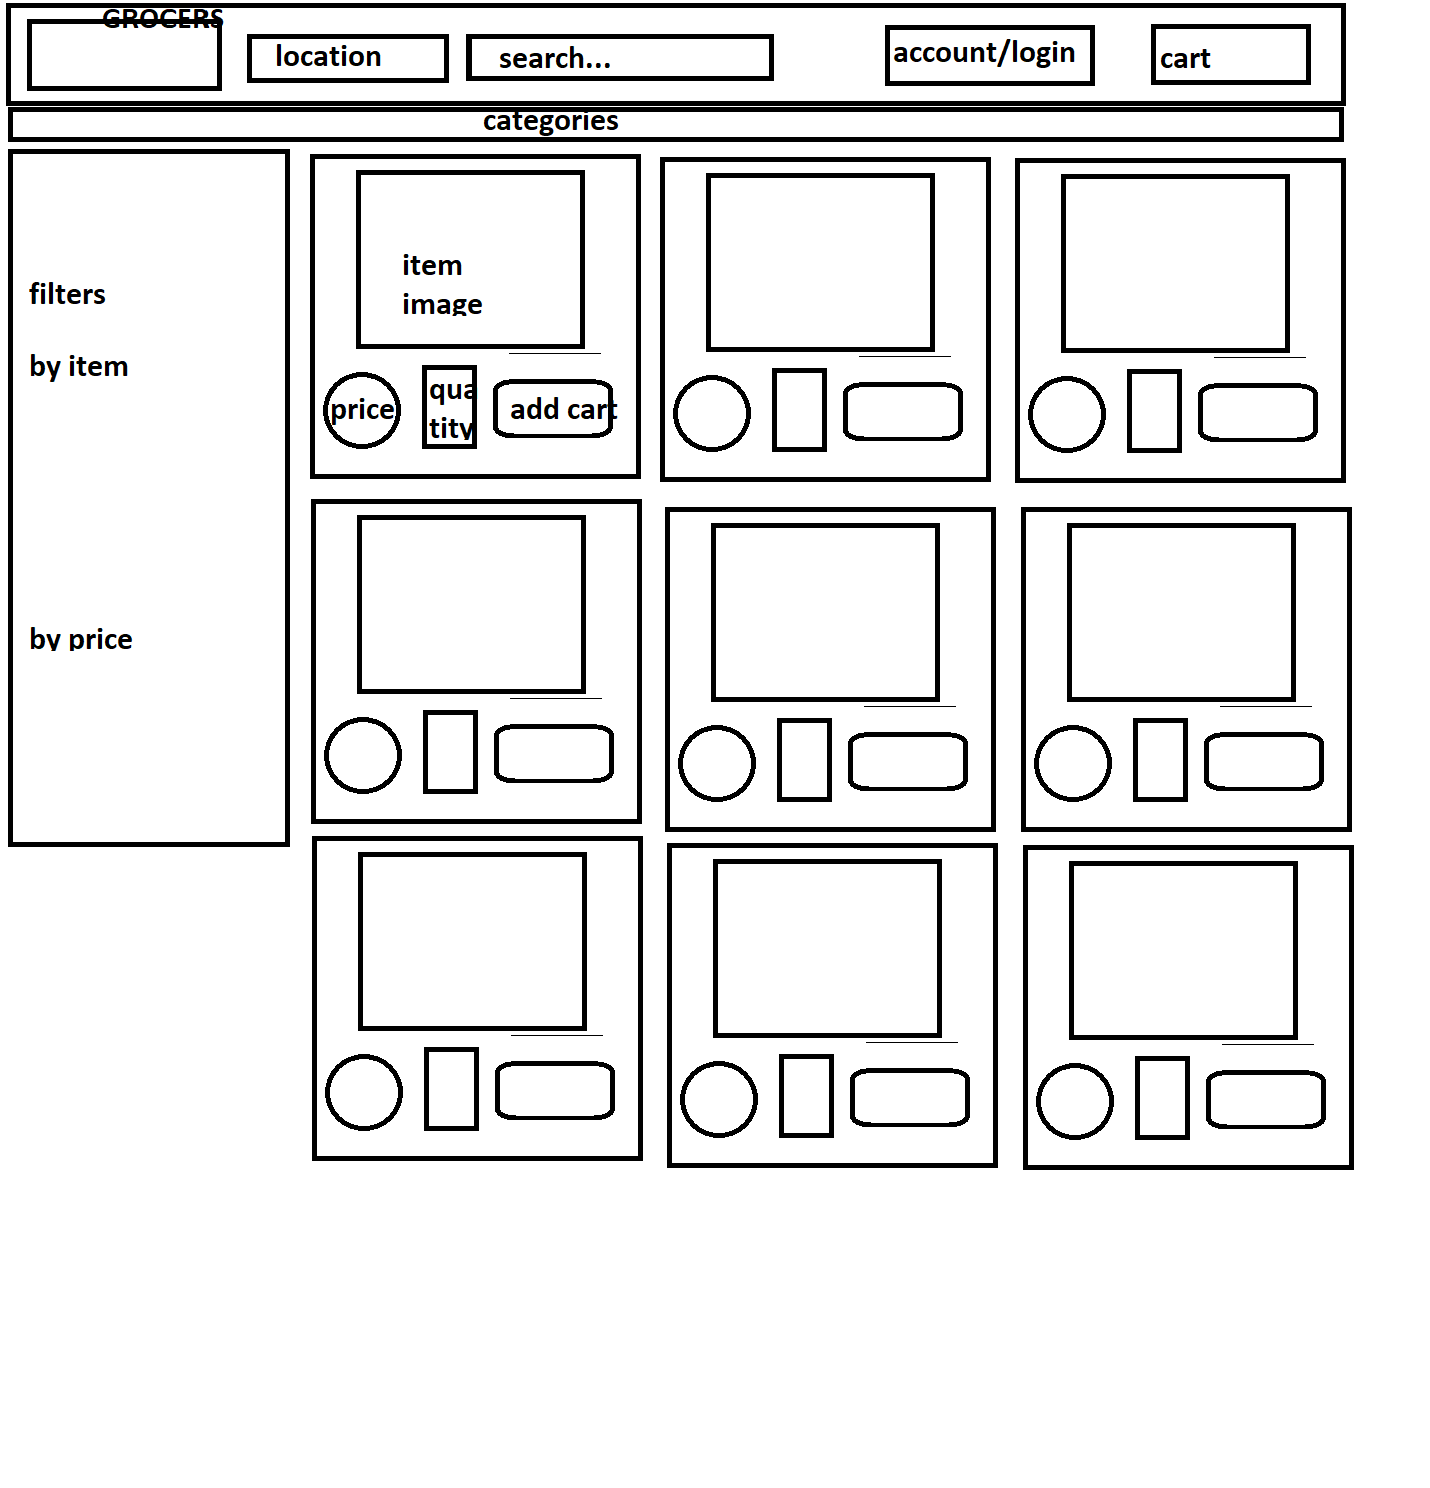 GROCERS
location
search...
account/login
cart
categories
filters
by item
by price
item
image
price
qua
tity
add cart